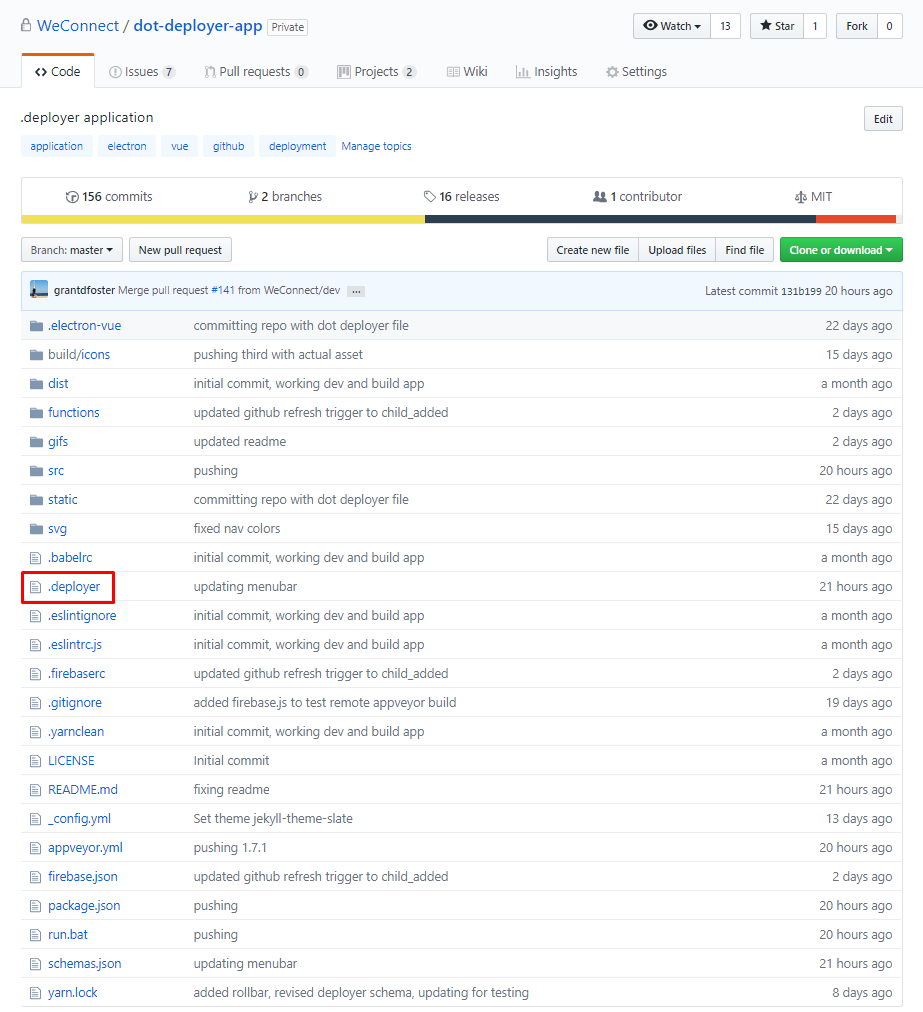 WeConnect / dot-deployer-app Private
Watch 13 Star 1 Fork 0
Code Issues 7 Pull requests 0 Projects 2 Wiki Insights Settings
.deployer application Edit
application electron vue github deployment Manage topics
156 commits 2 branches 16 releases 1 contributor MIT
Branch: master New pull request Create new file Upload files Find file Clone or download
grantdfoster Merge pull request #141 from WeConnect/dev ... Latest commit 131b199 20 hours ago
.electron-vue committing repo with dot deployer file 22 days ago
build/icons pushing third with actual asset 15 days ago
dist initial commit, working dev and build app a month ago
functions updated github refresh trigger to child_added 2 days ago
gifs updated readme 2 days ago
src pushing 20 hours ago
static committing repo with dot deployer file 22 days ago
svg fixed nav colors 15 days ago
.babelrc initial commit, working dev and build app a month ago
.deployer updating menubar 21 hours ago
.eslintignore initial commit, working dev and build app a month ago
.eslintrc.js initial commit, working dev and build app a month ago
.firebaserc updated github refresh trigger to child_added 2 days ago
.gitignore added firebase.js to test remote appveyor build 19 days ago
.yarnclean initial commit, working dev and build app a month ago
LICENSE Initial commit a month ago
README.md fixing readme 21 hours ago
_config.yml Set theme jekyll-theme-slate 13 days ago
appveyor.yml pushing 1.7.1 20 hours ago
firebase.json updated github refresh trigger to child_added 2 days ago
package.json pushing 20 hours ago
run.bat pushing 20 hours ago
schemas.json updating menubar 21 hours ago
yarn.lock added rollbar, revised deployer schema, updating for testing 8 days ago